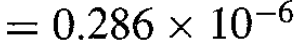 = 0.286 × 10⁻⁶